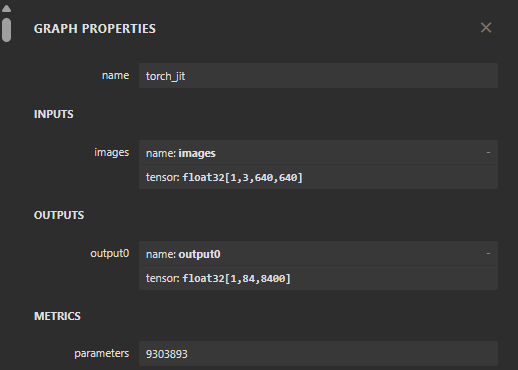 GRAPH PROPERTIES
name torch_jit
INPUTS
images name: images -
tensor: float32[1,3,640,640]
OUTPUTS
output0 name: output0 -
tensor: float32[1,84,8400]
METRICS
parameters 9303893